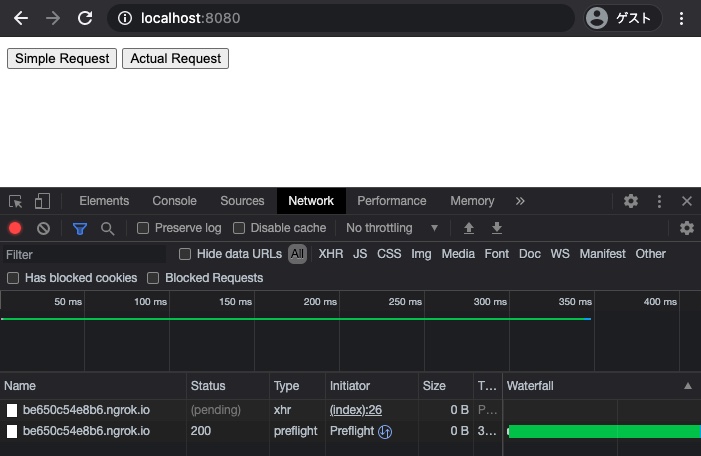 localhost:8080
ゲスト
Simple Request Actual Request
Elements Console Sources Network Performance Memory
Preserve log Disable cache No throttling
Filter Hide data URLs All XHR JS CSS Img Media Font Doc WS Manifest Other
Has blocked cookies Blocked Requests
50 ms 100 ms 150 ms 200 ms 250 ms 300 ms 350 ms 400 ms
Name Status Type Initiator Size T... Waterfall
be650c54e8b6.ngrok.io (pending) xhr (index):26 0 B P...
be650c54e8b6.ngrok.io 200 preflight Preflight 0 B 3...